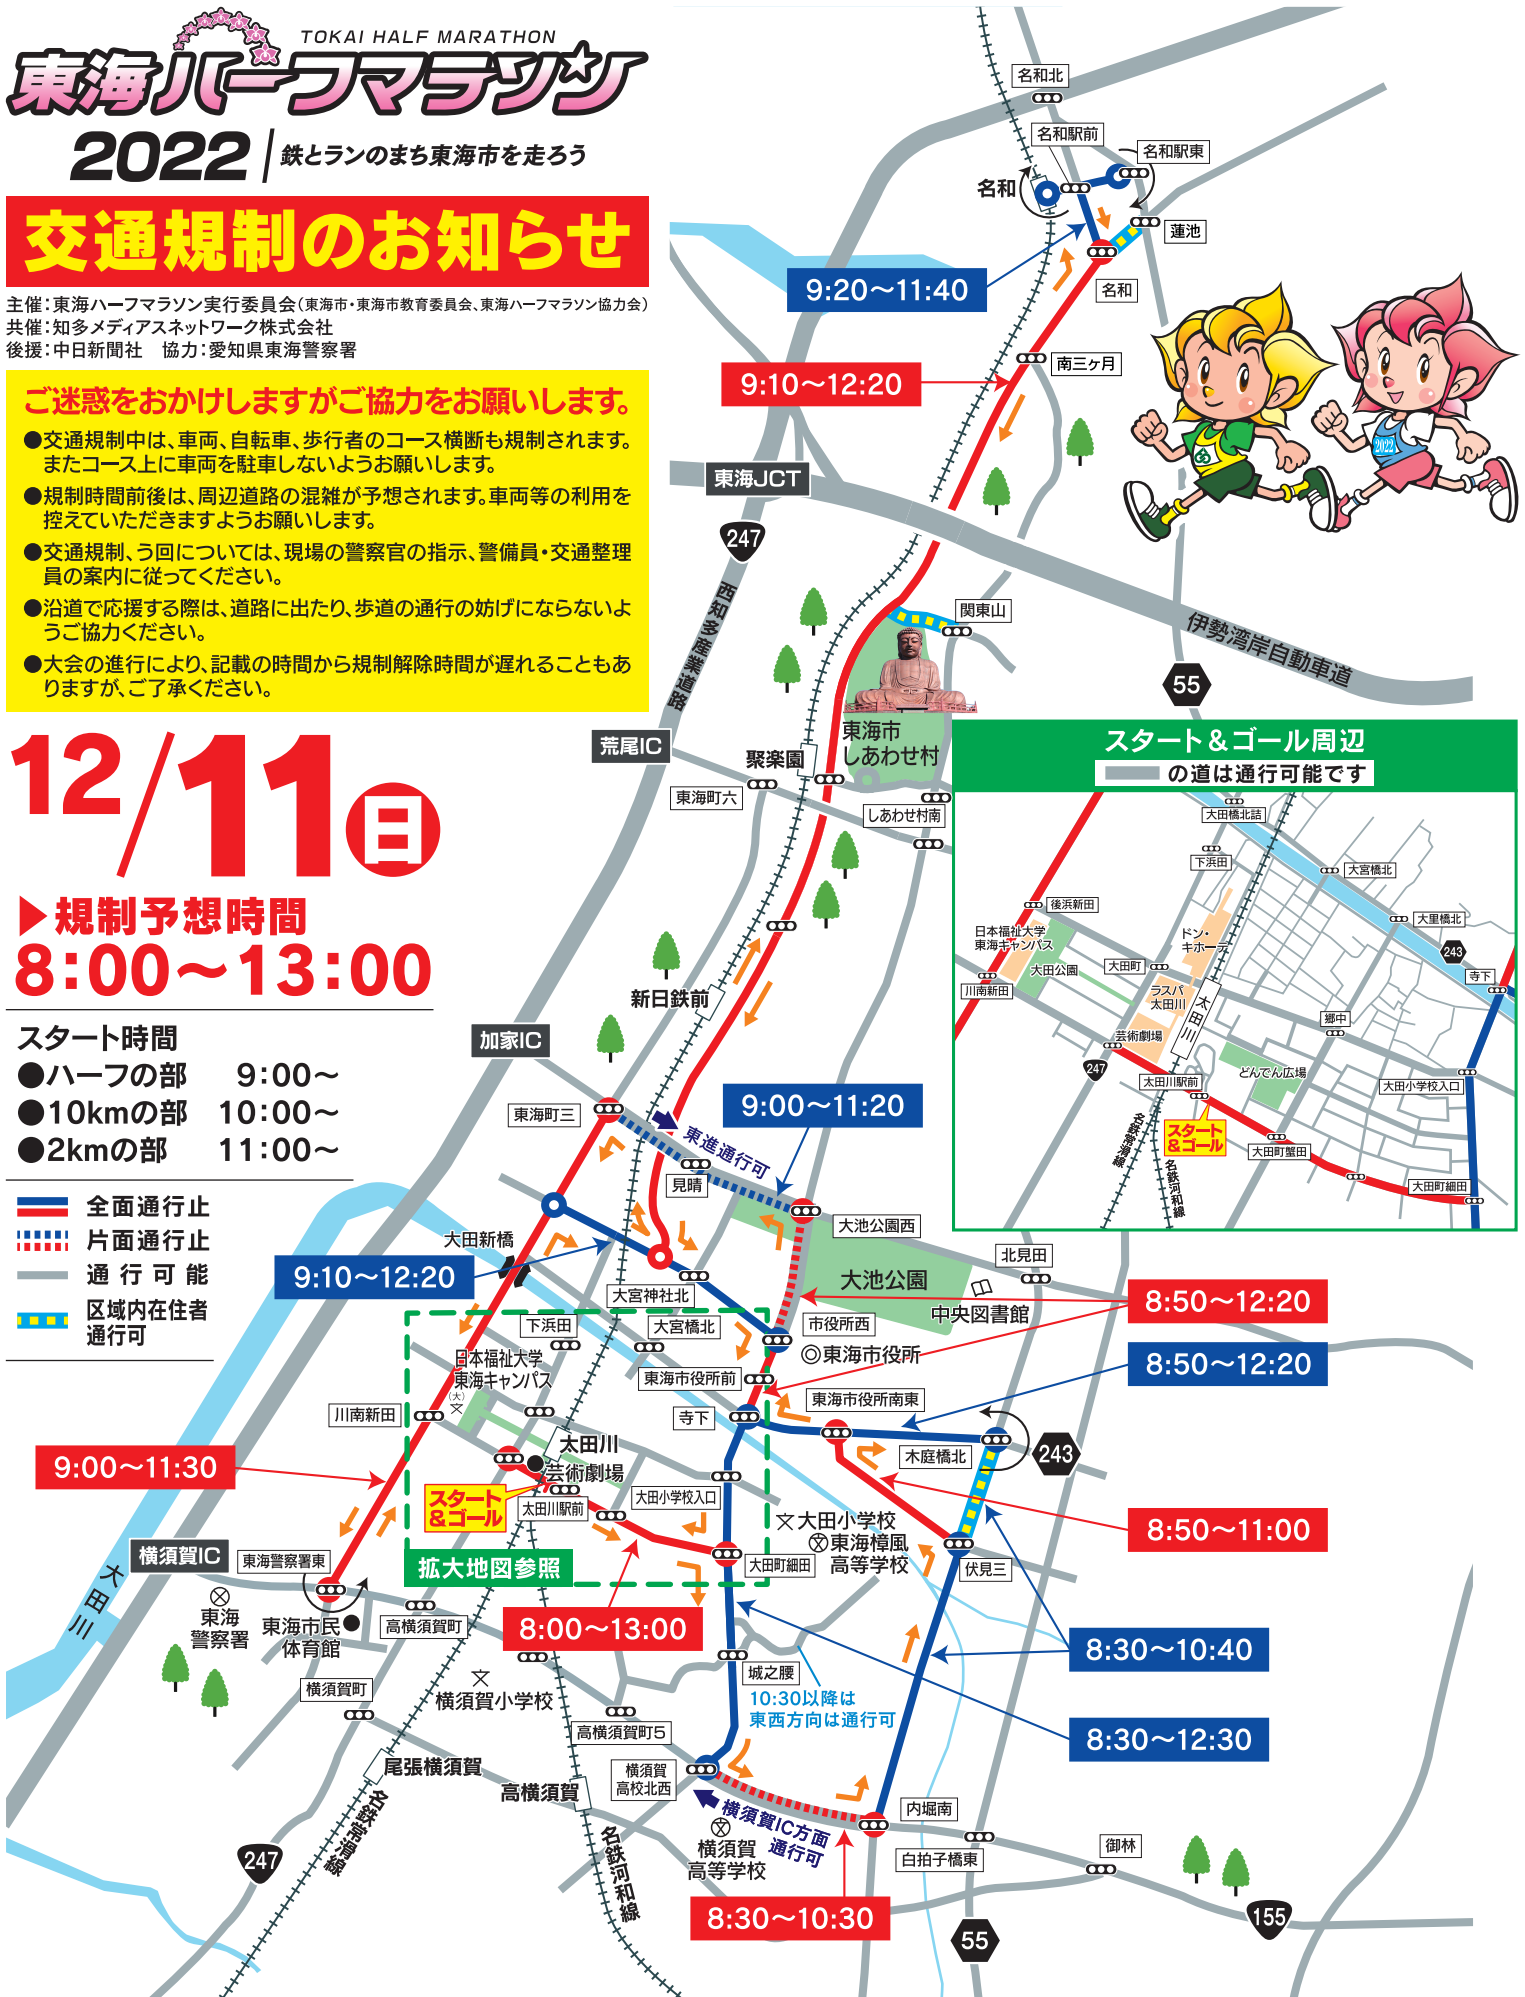 TOKAI HALF MARATHON
東海ハーフマラソン
2022 鉄とランのまち東海市を走ろう
交通規制のお知らせ
主催：東海ハーフマラソン実行委員会（東海市・東海市教育委員会、東海ハーフマラソン協力会）
共催：知多メディアスネットワーク株式会社
後援：中日新聞社　協力：愛知県東海警察署
ご迷惑をおかけしますがご協力をお願いします。
●交通規制中は、車両、自転車、歩行者のコース横断も規制されます。
またコース上に車両を駐車しないようお願いします。
●規制時間前後は、周辺道路の混雑が予想されます。車両等の利用を
控えていただきますようお願いします。
●交通規制、う回については、現場の警察官の指示、警備員・交通整理
員の案内に従ってください。
●沿道で応援する際は、道路に出たり、歩道の通行の妨げにならないよ
うご協力ください。
●大会の進行により、記載の時間から規制解除時間が遅れることもあ
りますが、ご了承ください。
12/11日
▶規制予想時間
8：00〜13：00
スタート時間
●ハーフの部　9：00〜
●10kmの部　10：00〜
●2kmの部　11：00〜
全面通行止
片面通行止
通行可能
区域内在住者
通行可
名和北
名和駅前
名和駅東
名和
蓮池
9:20〜11:40
名和
南三ヶ月
9:10〜12:20
2022
東海JCT
247
西知多産業道路
関東山
伊勢湾岸自動車道
55
荒尾IC
聚楽園
東海市
しあわせ村
東海町六
しあわせ村南
スタート＆ゴール周辺
の道は通行可能です
大田橋北詰
下浜田
大宮橋北
後浜新田
大里橋北
日本福祉大学
東海キャンパス
ドン・
キホーテ
243
大田公園
大田町
寺下
川南新田
ラスパ
太田川
太田川
郷中
芸術劇場
247
太田川駅前
どんでん広場
大田小学校入口
スタート
&ゴール
名鉄常滑線
名鉄河和線
大田町蟹田
大田町細田
新日鉄前
加家IC
東海町三
9:00〜11:20
東進通行可
見晴
大池公園西
大田新橋
9:10〜12:20
北見田
大池公園
中央図書館
大宮神社北
8:50〜12:20
下浜田
大宮橋北
市役所西
東海市役所
8:50〜12:20
日本福祉大学
東海キャンパス
(大)
東海市役所前
東海市役所南東
川南新田
寺下
太田川
木庭橋北
243
9:00〜11:30
芸術劇場
スタート
&ゴール
太田川駅前
大田小学校入口
大田小学校
東海樟風
高等学校
8:50〜11:00
横須賀IC
東海警察署東
拡大地図参照
大田町細田
伏見三
大田川
東海
警察署
東海市民
体育館
高横須賀町
8:00〜13:00
8:30〜10:40
横須賀町
横須賀小学校
城之腰
10:30以降は
東西方向は通行可
高横須賀町5
8:30〜12:30
尾張横須賀
高横須賀
横須賀
高校北西
内堀南
名鉄常滑線
横須賀IC方面
通行可
名鉄河和線
横須賀
高等学校
白拍子橋東
御林
247
8:30〜10:30
55
155